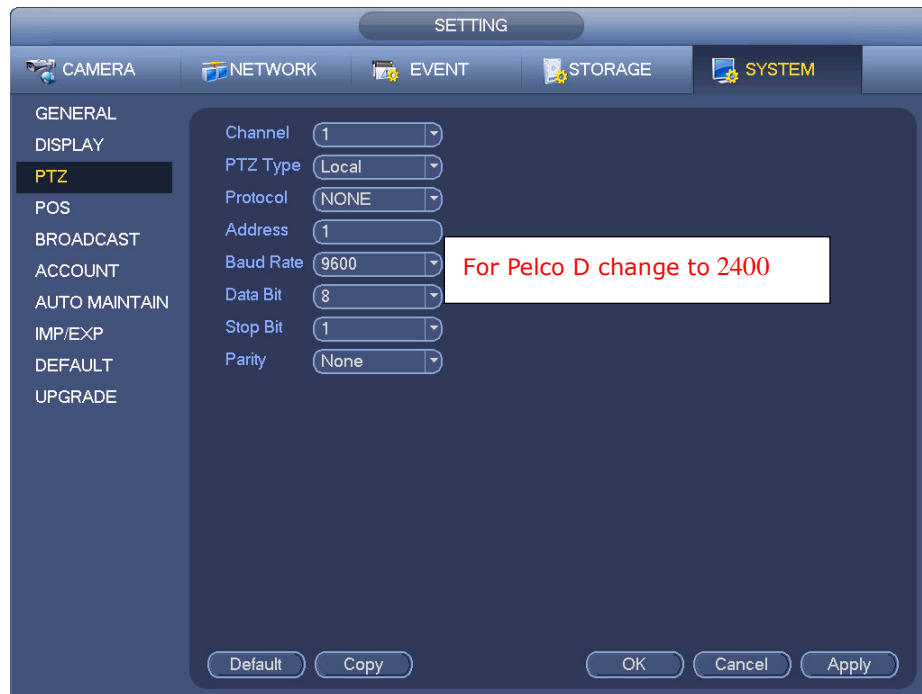 SETTING
CAMERA NETWORK EVENT STORAGE SYSTEM
GENERAL
DISPLAY
PTZ
POS
BROADCAST
ACCOUNT
AUTO MAINTAIN
IMP/EXP
DEFAULT
UPGRADE
Channel 1
PTZ Type Local
Protocol NONE
Address 1
Baud Rate 9600
For Pelco D change to 2400
Data Bit 8
Stop Bit 1
Parity None
Default Copy OK Cancel Apply